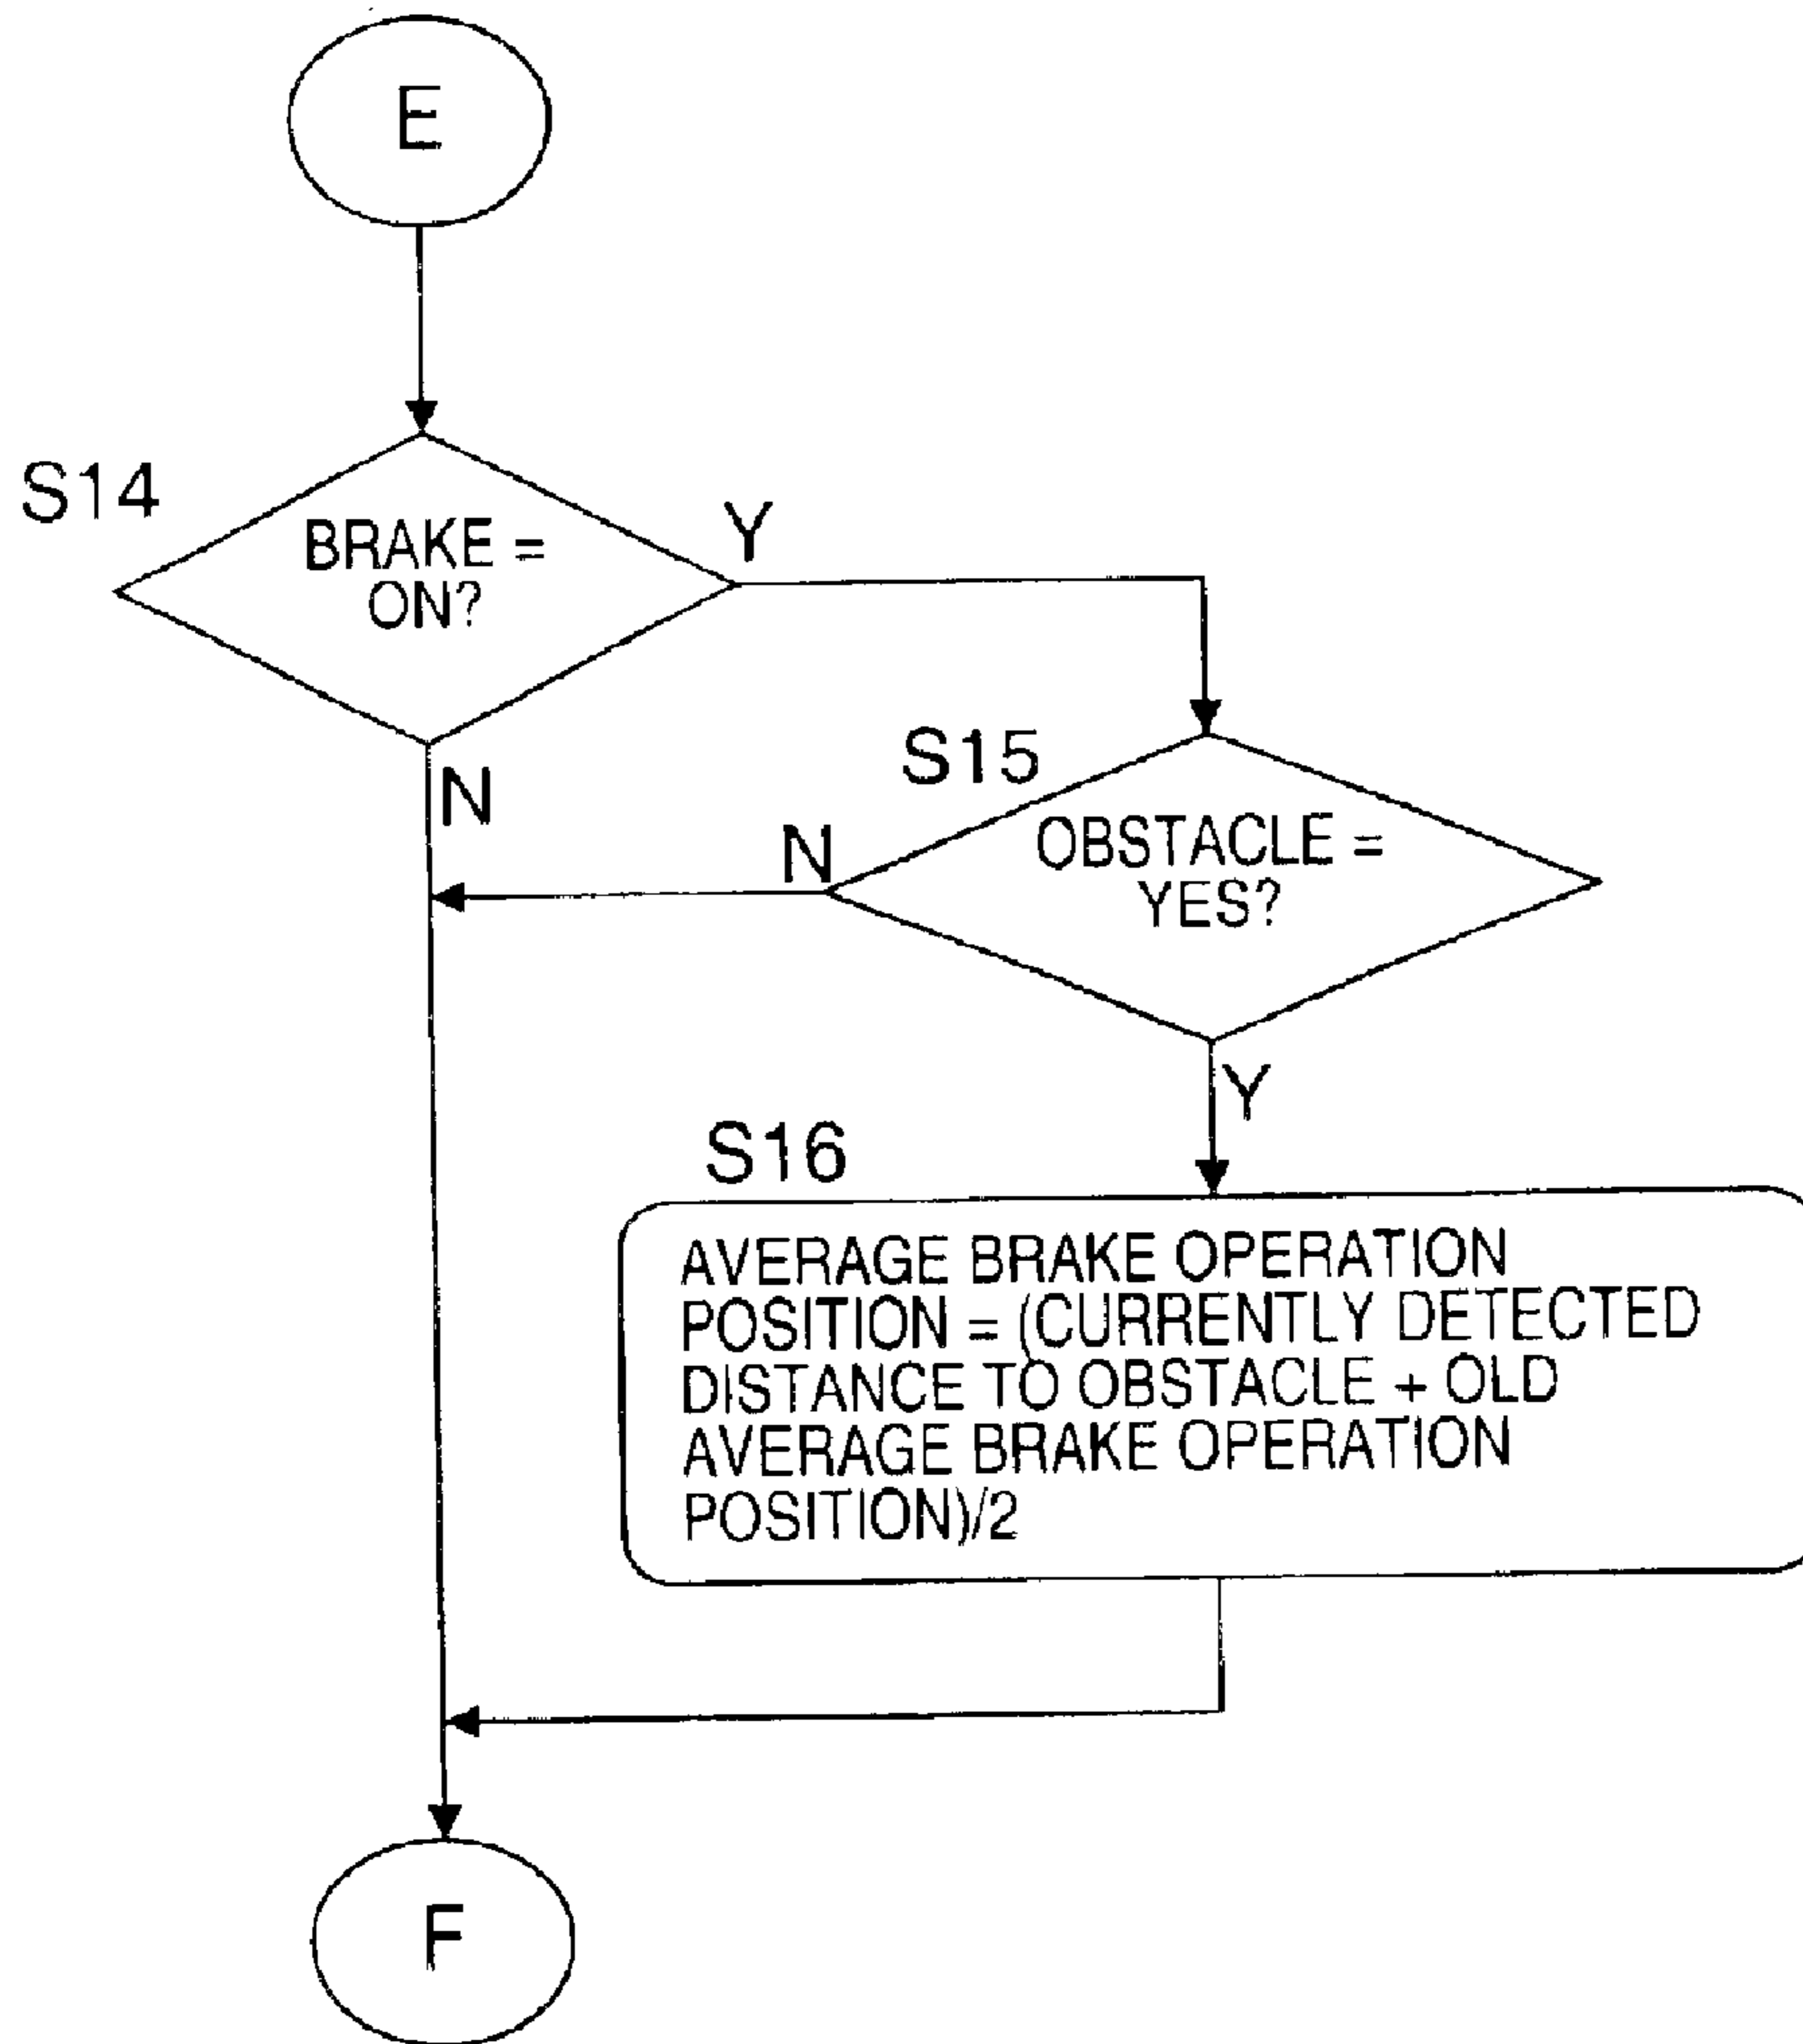 E
S14
BRAKE =
ON?
Y
N
S15
OBSTACLE =
YES?
N
Y
S16
AVERAGE BRAKE OPERATION
POSITION = (CURRENTLY DETECTED
DISTANCE TO OBSTACLE + OLD
AVERAGE BRAKE OPERATION
POSITION)/2
F